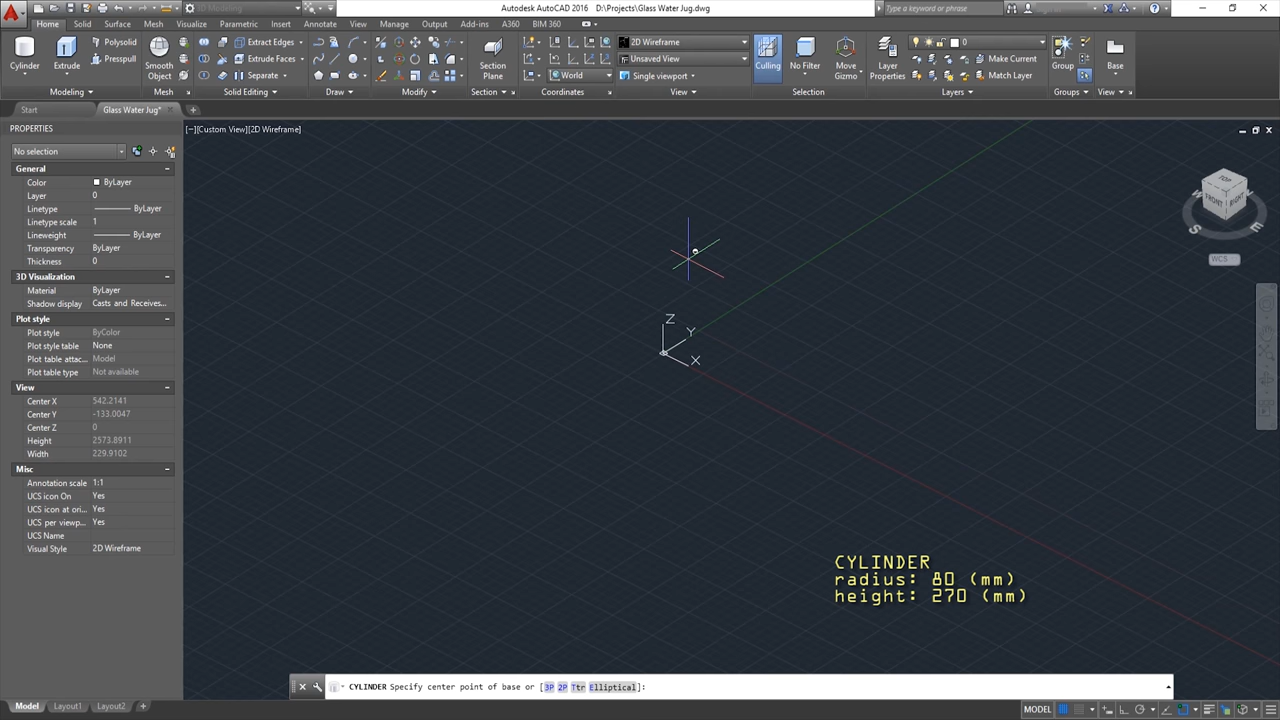 3D Modeling
Autodesk AutoCAD 2016 D:\Projects\Glass Water Jug.dwg
Type a keyword or phrase
Sign In
Home Solid Surface Mesh Visualize Parametric Insert Annotate View Manage Output Add-ins A360 BIM 360
Cylinder
Extrude
Polysolid
Presspull
Smooth
Object
Extract Edges
Extrude Faces
Separate
Section
Plane
World
2D Wireframe
Unsaved View
Single viewport
Culling
No Filter
Move
Gizmo
Layer
Properties
0
Make Current
Match Layer
Group
Base
Modeling
Mesh
Solid Editing
Draw
Modify
Section
Coordinates
View
Selection
Layers
Groups
View
Start
Glass Water Jug*
PROPERTIES
No selection
General
Color ByLayer
Layer 0
Linetype ByLayer
Linetype scale 1
Lineweight ByLayer
Transparency ByLayer
Thickness 0
3D Visualization
Material ByLayer
Shadow display Casts and Receives...
Plot style
Plot style ByColor
Plot style table None
Plot table attac... Model
Plot table type Not available
View
Center X 542.2141
Center Y -133.0047
Center Z 0
Height 2573.8911
Width 229.9102
Misc
Annotation scale 1:1
UCS icon On Yes
UCS icon at ori... Yes
UCS per viewp... Yes
UCS Name
Visual Style 2D Wireframe
[−][Custom View][2D Wireframe]
Z
Y
X
TOP
FRONT
RIGHT
W
N
S
E
WCS
CYLINDER
radius: 80 (mm)
height: 270 (mm)
CYLINDER Specify center point of base or [3P 2P Ttr Elliptical]:
Model Layout1 Layout2
MODEL